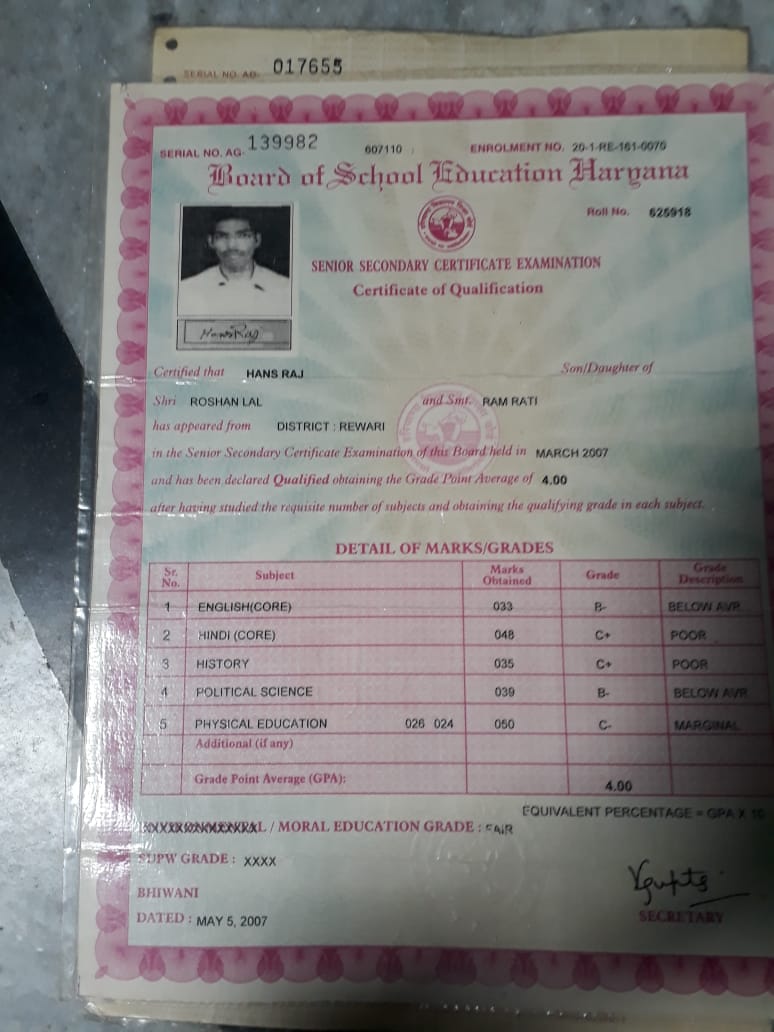 SERIAL NO. AG- 017655
SERIAL NO. AG- 139982 607110 ENROLMENT NO. 20-1-RE-161-0070
Board of School Education Haryana
Roll No. 625918
SENIOR SECONDARY CERTIFICATE EXAMINATION
Certificate of Qualification
Hans Raj
Certified that HANS RAJ Son/Daughter of
Shri ROSHAN LAL and Smt. RAM RATI
has appeared from DISTRICT : REWARI
in the Senior Secondary Certificate Examination of this Board held in MARCH 2007
and has been declared Qualified obtaining the Grade Point Average of 4.00
after having studied the requisite number of subjects and obtaining the qualifying grade in each subject.
DETAIL OF MARKS/GRADES
Sr. No. Subject Marks Obtained Grade Grade Description
1 ENGLISH(CORE) 033 B- BELOW AVR.
2 HINDI (CORE) 048 C+ POOR
3 HISTORY 035 C+ POOR
4 POLITICAL SCIENCE 039 B- BELOW AVR.
5 PHYSICAL EDUCATION 026 024 050 C- MARGINAL
Additional (if any)
Grade Point Average (GPA): 4.00
EQUIVALENT PERCENTAGE = GPA X 10
L / MORAL EDUCATION GRADE : FAIR
SUPW GRADE : XXXX
BHIWANI
VGupta
DATED : MAY 5, 2007
SECRETARY